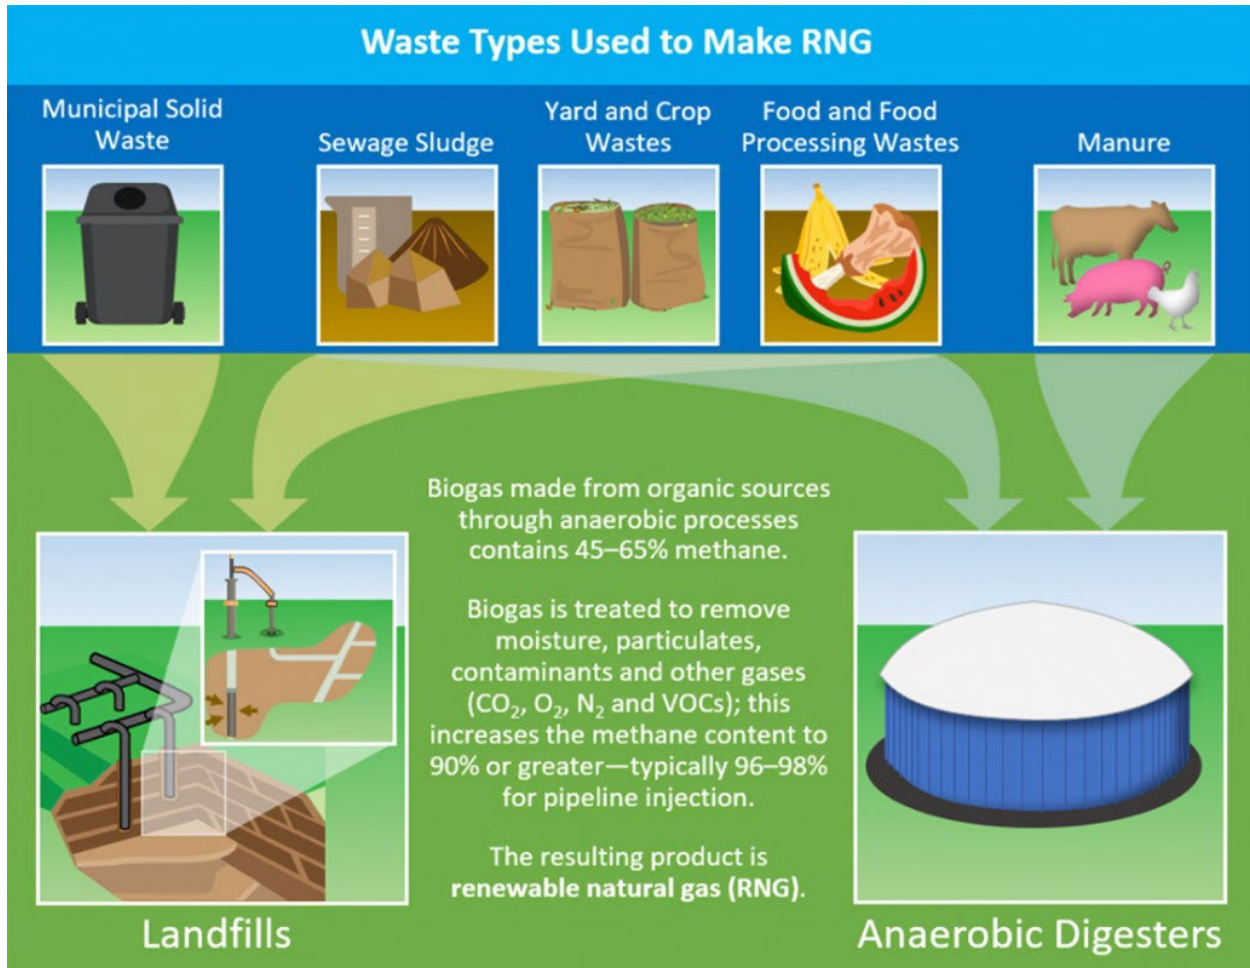 Waste Types Used to Make RNG
Municipal Solid
Waste
Sewage Sludge
Yard and Crop
Wastes
Food and Food
Processing Wastes
Manure
Biogas made from organic sources
through anaerobic processes
contains 45–65% methane.
Biogas is treated to remove
moisture, particulates,
contaminants and other gases
(CO₂, O₂, N₂ and VOCs); this
increases the methane content to
90% or greater—typically 96–98%
for pipeline injection.
The resulting product is
renewable natural gas (RNG).
Landfills
Anaerobic Digesters